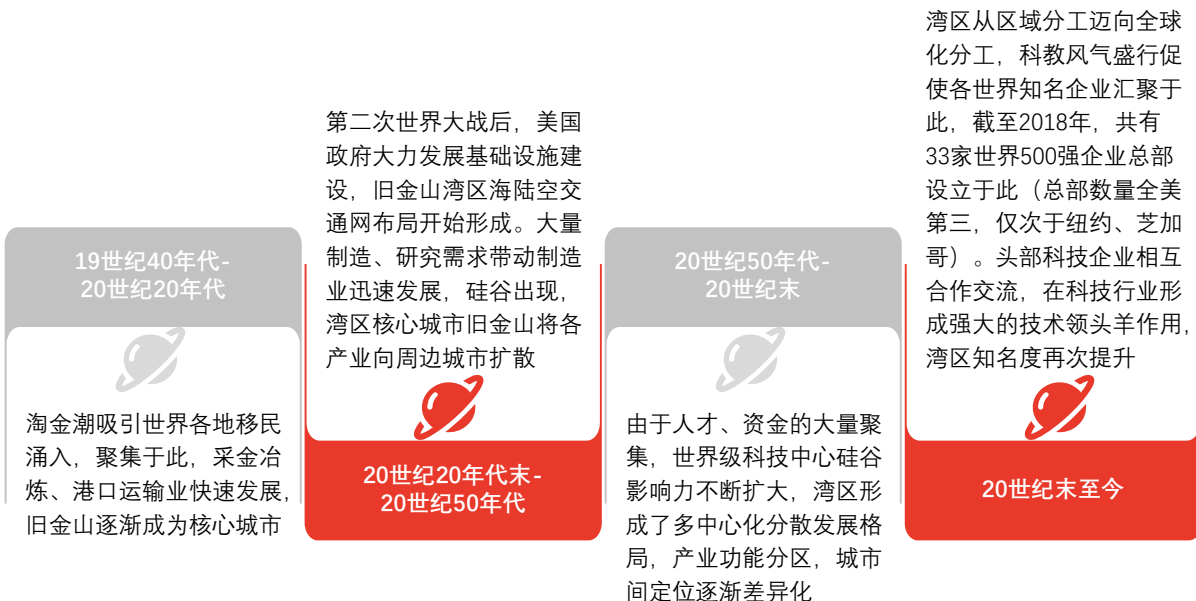 19世纪40年代-
20世纪20年代
淘金潮吸引世界各地移民
涌入，聚集于此，采金冶
炼、港口运输业快速发展，
旧金山逐渐成为核心城市
第二次世界大战后，美国
政府大力发展基础设施建
设，旧金山湾区海陆空交
通网布局开始形成。大量
制造、研究需求带动制造
业迅速发展，硅谷出现，
湾区核心城市旧金山将各
产业向周边城市扩散
20世纪20年代末-
20世纪50年代
20世纪50年代-
20世纪末
由于人才、资金的大量聚
集，世界级科技中心硅谷
影响力不断扩大，湾区形
成了多中心化分散发展格
局，产业功能分区，城市
间定位逐渐差异化
湾区从区域分工迈向全球
化分工，科教风气盛行促
使各世界知名企业汇聚于
此，截至2018年，共有
33家世界500强企业总部
设立于此（总部数量全美
第三，仅次于纽约、芝加
哥）。头部科技企业相互
合作交流，在科技行业形
成强大的技术领头羊作用，
湾区知名度再次提升
20世纪末至今